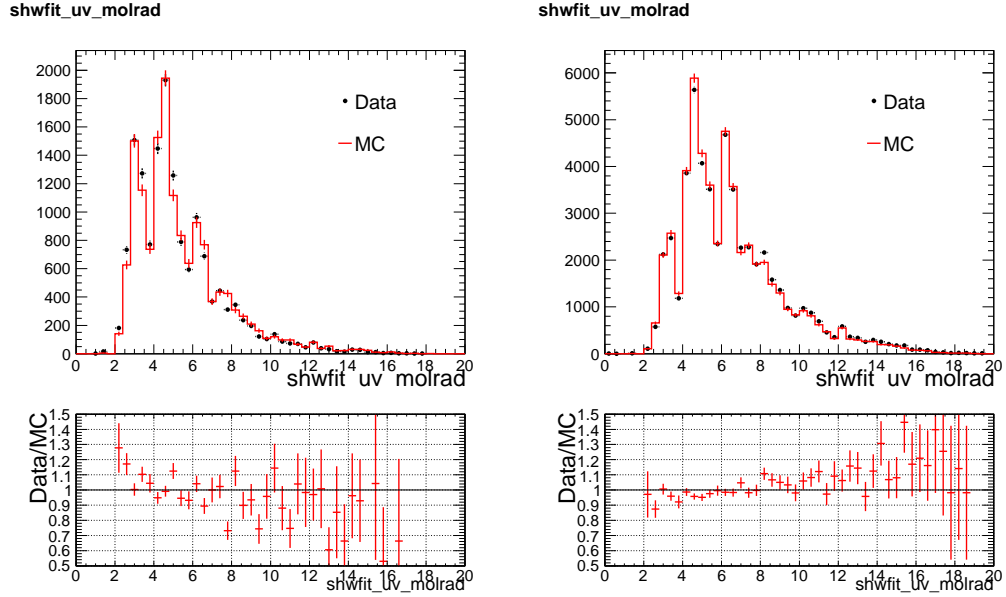 shwfit_uv_molrad
2000
1800
1600
1400
1200
1000
800
600
400
200
0
Data
MC
0 2 4 6 8 10 12 14 16 18 20
shwfit_uv_molrad
Data/MC
1.5
1.4
1.3
1.2
1.1
1
0.9
0.8
0.7
0.6
0.5
0 2 4 6 8 10 12 14 16 18 20
shwfit_uv_molrad
shwfit_uv_molrad
6000
5000
4000
3000
2000
1000
0
Data
MC
0 2 4 6 8 10 12 14 16 18 20
shwfit_uv_molrad
Data/MC
1.5
1.4
1.3
1.2
1.1
1
0.9
0.8
0.7
0.6
0.5
0 2 4 6 8 10 12 14 16 18 20
shwfit_uv_molrad